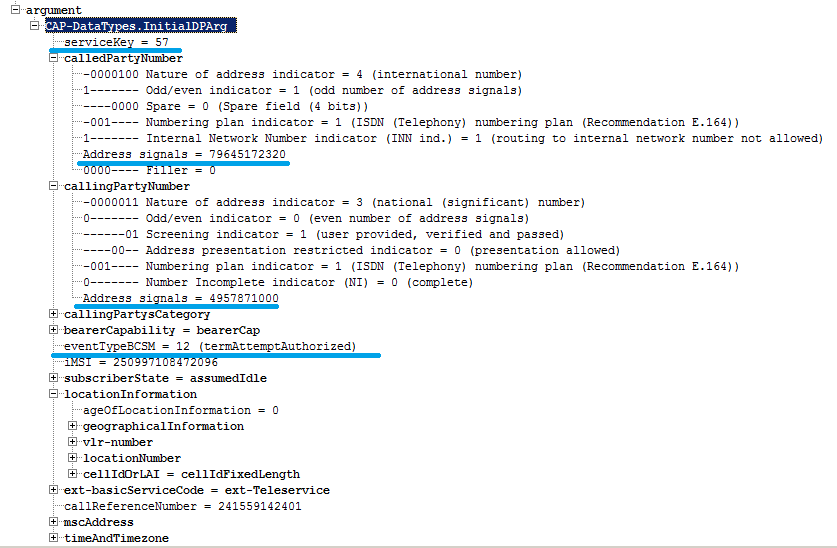 argument
CAP-DataTypes.InitialDPArg
serviceKey = 57
calledPartyNumber
-0000100 Nature of address indicator = 4 (international number)
1------- Odd/even indicator = 1 (odd number of address signals)
----0000 Spare = 0 (Spare field (4 bits))
-001---- Numbering plan indicator = 1 (ISDN (Telephony) numbering plan (Recommendation E.164))
1------- Internal Network Number indicator (INN ind.) = 1 (routing to internal network number not allowed)
Address signals = 79645172320
0000---- Filler = 0
callingPartyNumber
-0000011 Nature of address indicator = 3 (national (significant) number)
0------- Odd/even indicator = 0 (even number of address signals)
------01 Screening indicator = 1 (user provided, verified and passed)
----00-- Address presentation restricted indicator = 0 (presentation allowed)
-001---- Numbering plan indicator = 1 (ISDN (Telephony) numbering plan (Recommendation E.164))
0------- Number Incomplete indicator (NI) = 0 (complete)
Address signals = 4957871000
callingPartysCategory
bearerCapability = bearerCap
eventTypeBCSM = 12 (termAttemptAuthorized)
iMSI = 250997108472096
subscriberState = assumedIdle
locationInformation
ageOfLocationInformation = 0
geographicalInformation
vlr-number
locationNumber
cellIdOrLAI = cellIdFixedLength
ext-basicServiceCode = ext-Teleservice
callReferenceNumber = 241559142401
mscAddress
timeAndTimezone